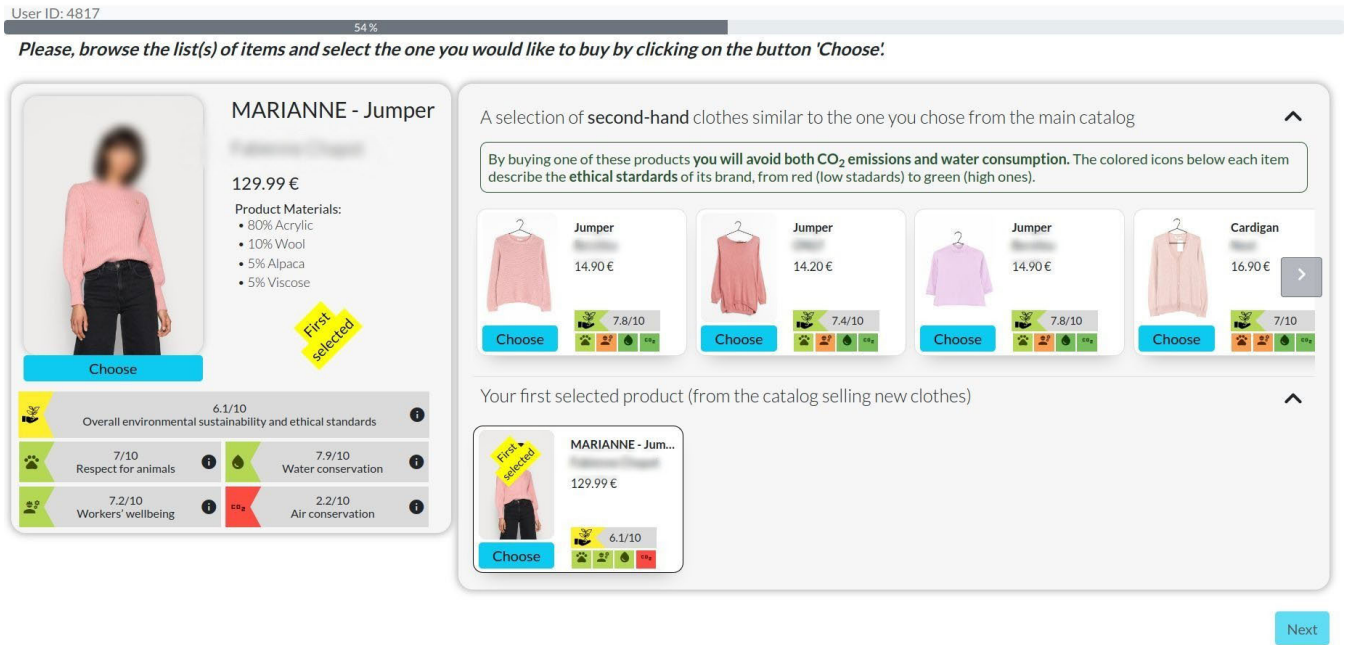 User ID: 4817
54 %
Please, browse the list(s) of items and select the one you would like to buy by clicking on the button 'Choose'.
MARIANNE - Jumper
129.99 €
Product Materials:
• 80% Acrylic
• 10% Wool
• 5% Alpaca
• 5% Viscose
First
selected
Choose
6.1/10
Overall environmental sustainability and ethical standards
7/10
Respect for animals
7.9/10
Water conservation
7.2/10
Workers' wellbeing
CO2
2.2/10
Air conservation
A selection of second-hand clothes similar to the one you chose from the main catalog
By buying one of these products you will avoid both CO2 emissions and water consumption. The colored icons below each item
describe the ethical stardards of its brand, from red (low stadards) to green (high ones).
Jumper
14.90 €
7.8/10
CO2
Choose
Jumper
14.20 €
7.4/10
CO2
Choose
Jumper
14.90 €
7.8/10
CO2
Choose
Cardigan
16.90 €
7/10
CO2
Choose
Your first selected product (from the catalog selling new clothes)
First
selected
MARIANNE - Jum...
129.99 €
6.1/10
CO2
Choose
Next